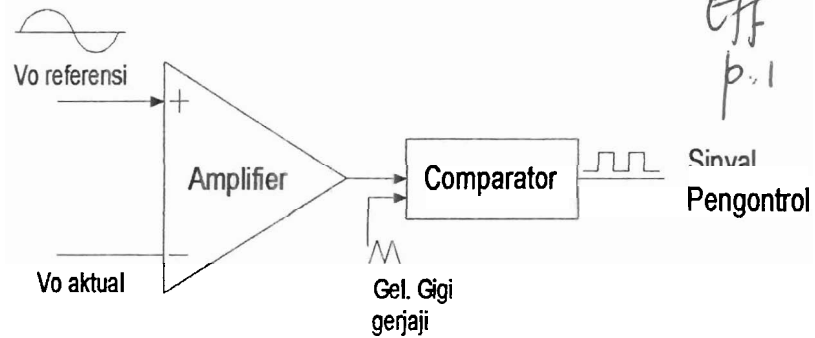 Vo referensi
+
Amplifier
Comparator
Sinyal
Pengontrol
-
Vo aktual
Gel. Gigi
gerjaji